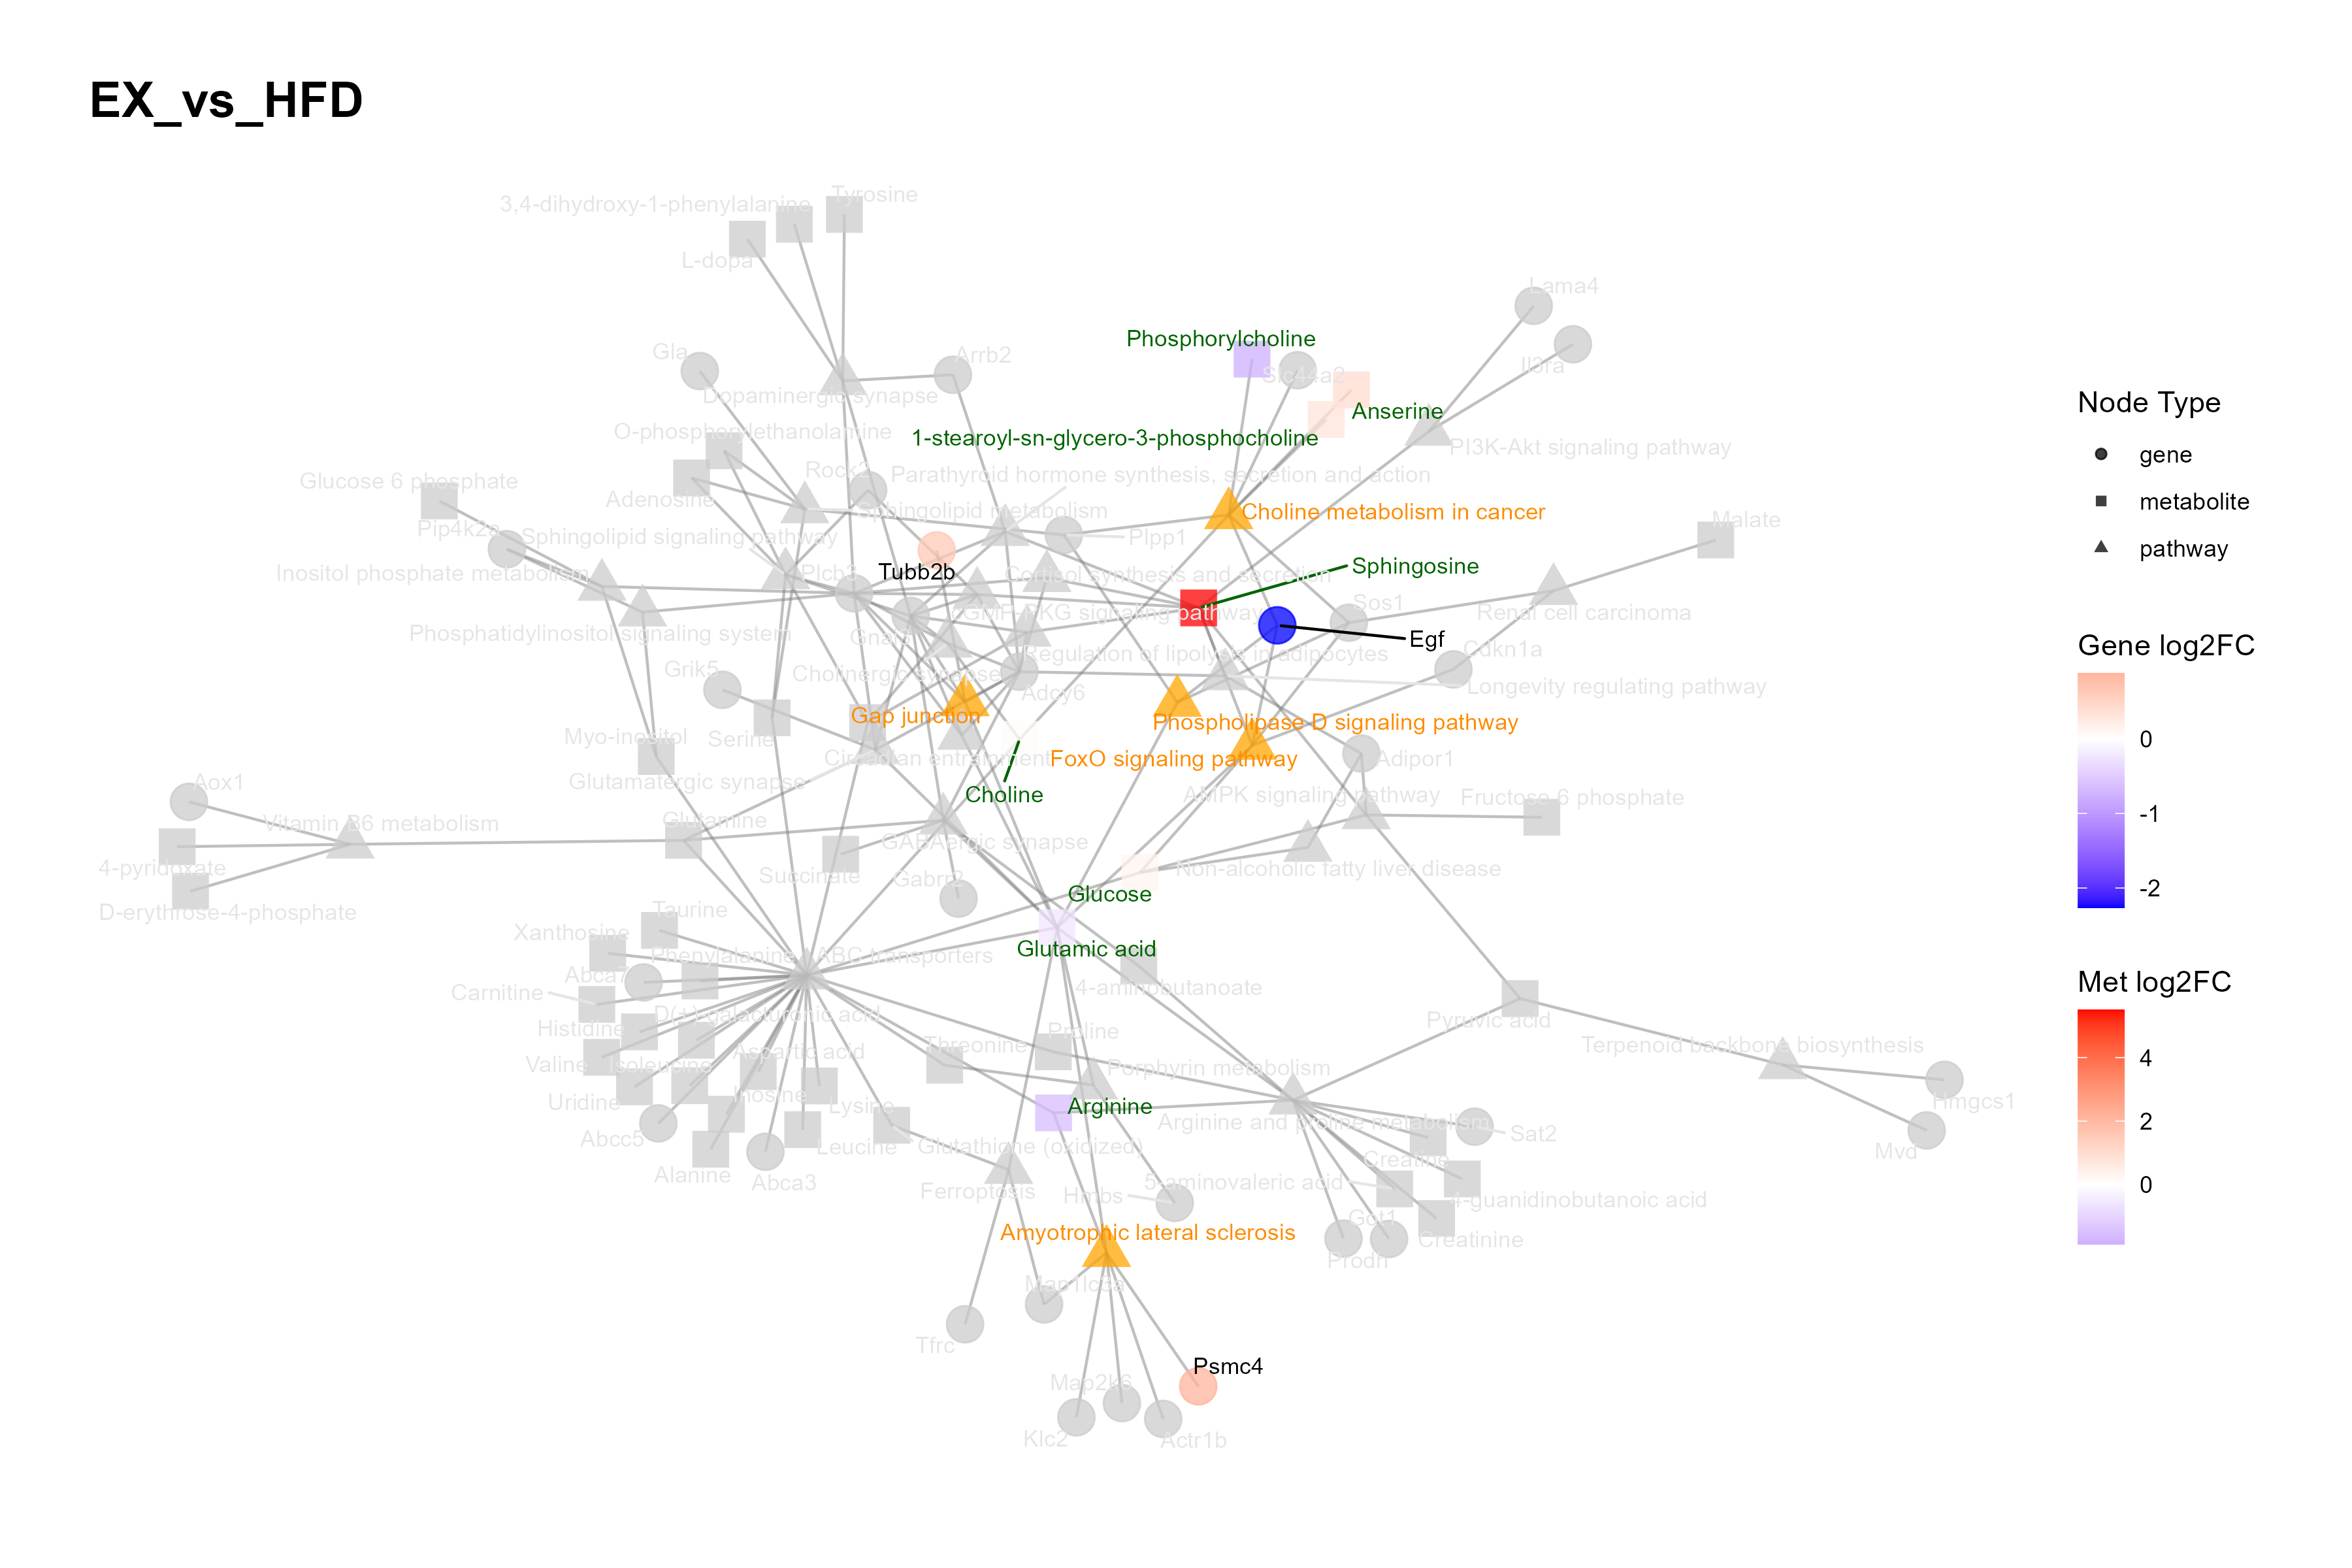 EX_vs_HFD
Tyrosine
3,4-dihydroxy-1-phenylalanine
L-dopa
Lama4
Phosphorylcholine
Gla
Arrb2
Il3ra
Slc44a2
Dopaminergic synapse
Anserine
O-phosphorylethanolamine
1-stearoyl-sn-glycero-3-phosphocholine
PI3K-Akt signaling pathway
Rock2
Parathyroid hormone synthesis, secretion and action
Glucose 6 phosphate
Adenosine
Sphingolipid metabolism
Choline metabolism in cancer
Malate
Pip4k2a
Sphingolipid signaling pathway
Plpp1
Inositol phosphate metabolism
Plcb3
Tubb2b
Cortisol synthesis and secretion
Sphingosine
Sos1
cGMP-PKG signaling pathway
Renal cell carcinoma
Phosphatidylinositol signaling system
Gnai1
Egf
Cdkn1a
Regulation of lipolysis in adipocytes
Grik5
Cholinergic synapse
Adcy6
Longevity regulating pathway
Gap junction
Phospholipase D signaling pathway
Myo-inositol
Serine
Circadian entrainment
FoxO signaling pathway
Adipor1
Aox1
Glutamatergic synapse
Choline
AMPK signaling pathway
Fructose 6 phosphate
Vitamin B6 metabolism
Glutamine
GABAergic synapse
4-pyridoxate
Succinate
Gabrr2
Non-alcoholic fatty liver disease
Glucose
D-erythrose-4-phosphate
Taurine
Xanthosine
Phenylalanine
ABC transporters
Glutamic acid
Abca7
4-aminobutanoate
Carnitine
D(+)-galacturonic acid
Histidine
Pyruvic acid
Proline
Threonine
Aspartic acid
Terpenoid backbone biosynthesis
Valine
Isoleucine
Porphyrin metabolism
Uridine
Inosine
Lysine
Arginine
Hmgcs1
Arginine and proline metabolism
Sat2
Abcc5
Leucine
Glutathione (oxidized)
Mvd
Creatine
Alanine
Abca3
Ferroptosis
Hmbs
5-aminovaleric acid
4-guanidinobutanoic acid
Got1
Amyotrophic lateral sclerosis
Creatinine
Prodh
Map1lc3a
Tfrc
Psmc4
Map2k6
Klc2
Actr1b
Node Type
gene
metabolite
pathway
Gene log2FC
0
-1
-2
Met log2FC
4
2
0